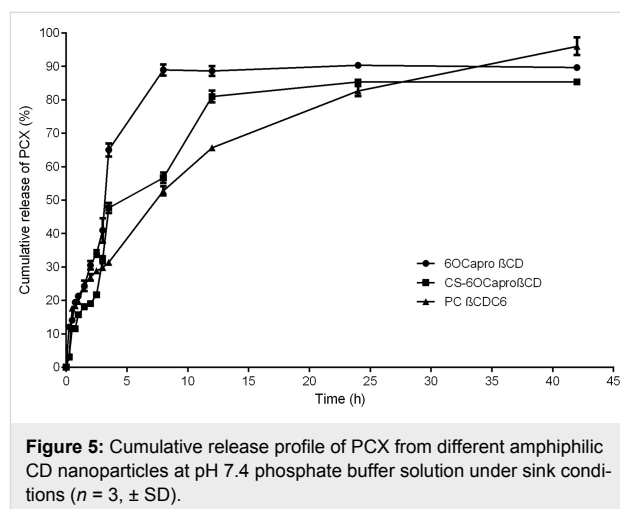 100
90
80
70
60
50
40
30
20
10
0
Cumulative release of PCX (%)
0 5 10 15 20 25 30 35 40 45
Time (h)
6OCapro ßCD
CS-6OCaproßCD
PC ßCDC6
Figure 5: Cumulative release profile of PCX from different amphiphilic
CD nanoparticles at pH 7.4 phosphate buffer solution under sink condi-
tions (n = 3, ± SD).